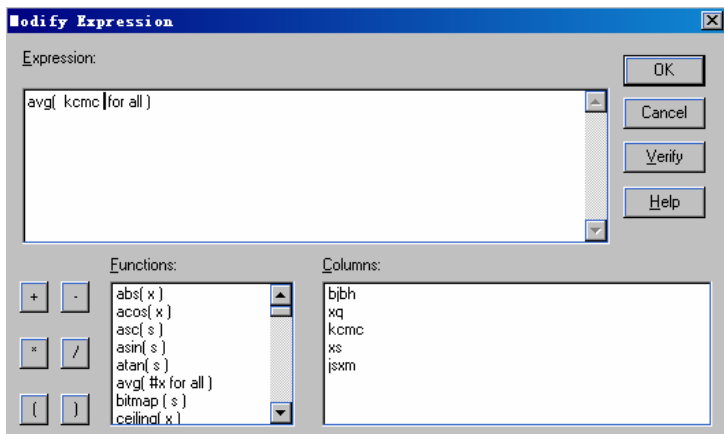 Modify Expression
Expression:
avg( kcmc for all )
OK
Cancel
Verify
Help
Functions:
Columns:
+ -
* /
( )
abs( x )
acos( x )
asc( s )
asin( s )
atan( s )
avg( #x for all )
bitmap ( s )
ceiling( x )
bjbh
xq
kcmc
xs
jsxm